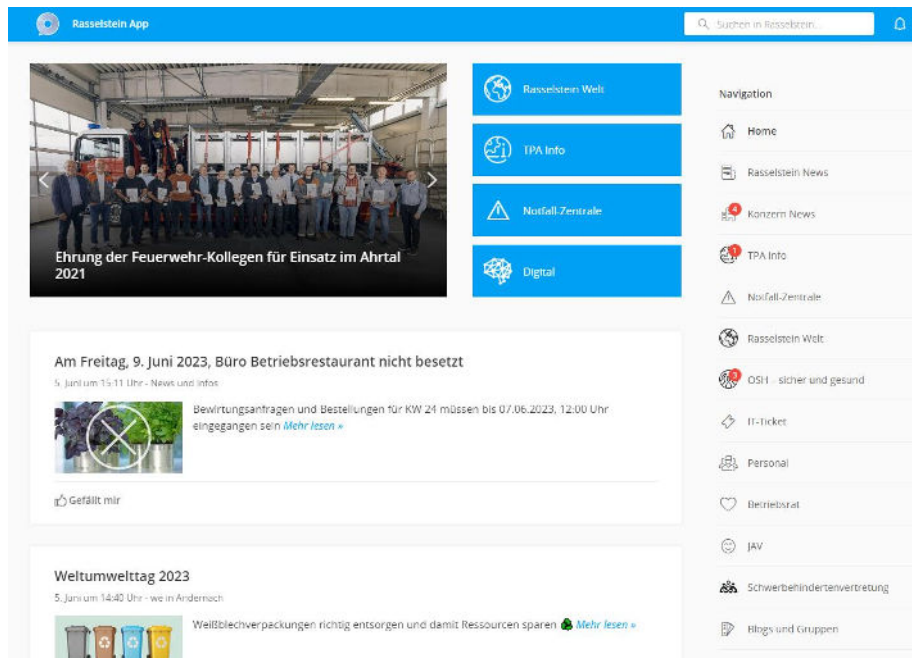 Rasselstein App
Suchen in Rasselstein...
Ehrung der Feuerwehr-Kollegen für Einsatz im Ahrtal
2021
Rasselstein Welt
TPA Info
Notfall-Zentrale
Digital
Am Freitag, 9. Juni 2023, Büro Betriebsrestaurant nicht besetzt
5. Juni um 15:11 Uhr - News und Infos
Bewirtungsanfragen und Bestellungen für KW 24 müssen bis 07.06.2023, 12:00 Uhr
eingegangen sein Mehr lesen »
Gefällt mir
Weltumwelttag 2023
5. Juni um 14:40 Uhr - we in Andernach
Weißblechverpackungen richtig entsorgen und damit Ressourcen sparen Mehr lesen »
Navigation
Home
Rasselstein News
4
Konzern News
1
TPA Info
Notfall-Zentrale
Rasselstein Welt
3
OSH - sicher und gesund
IT-Ticket
Personal
Betriebsrat
JAV
Schwerbehindertenvertretung
Blogs und Gruppen